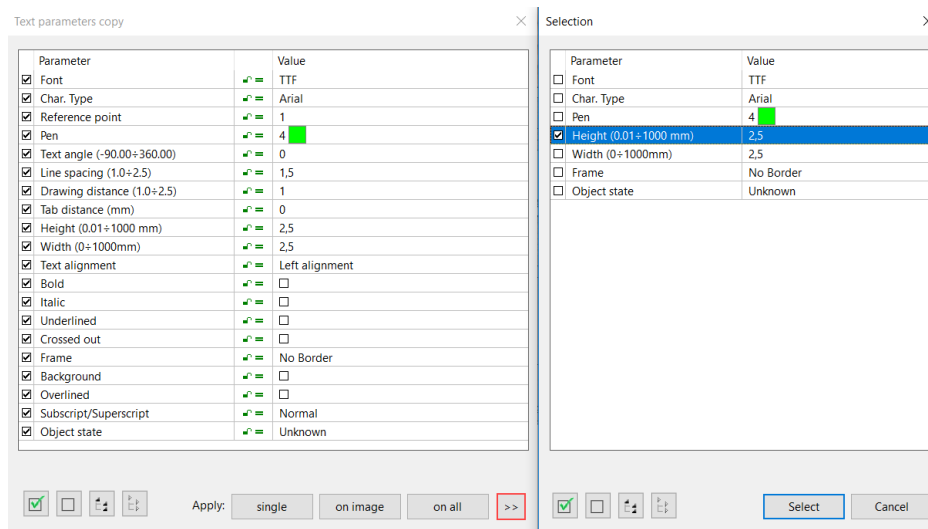 Text parameters copy
Parameter Value
Font TTF
Char. Type Arial
Reference point 1
Pen 4
Text angle (-90.00÷360.00) 0
Line spacing (1.0÷2.5) 1,5
Drawing distance (1.0÷2.5) 1
Tab distance (mm) 0
Height (0.01÷1000 mm) 2,5
Width (0÷1000mm) 2,5
Text alignment Left alignment
Bold
Italic
Underlined
Crossed out
Frame No Border
Background
Overlined
Subscript/Superscript Normal
Object state Unknown
Apply: single on image on all >>
Selection
Parameter Value
Font TTF
Char. Type Arial
Pen 4
Height (0.01÷1000 mm) 2,5
Width (0÷1000mm) 2,5
Frame No Border
Object state Unknown
Select Cancel